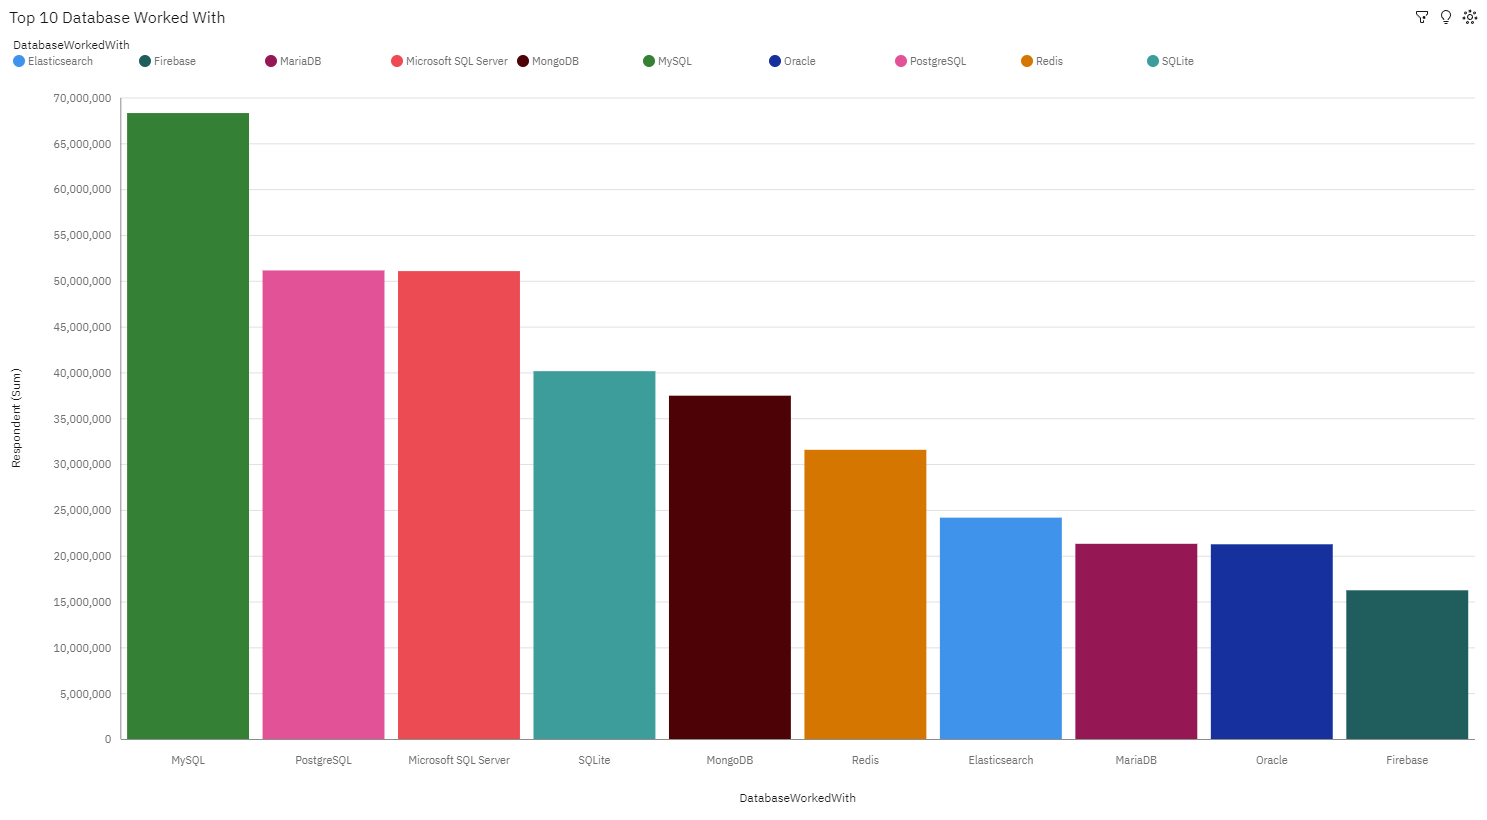 Top 10 Database Worked With
DatabaseWorkedWith
Elasticsearch Firebase MariaDB Microsoft SQL Server MongoDB MySQL Oracle PostgreSQL Redis SQLite
70,000,000
65,000,000
60,000,000
55,000,000
50,000,000
45,000,000
40,000,000
35,000,000
30,000,000
25,000,000
20,000,000
15,000,000
10,000,000
5,000,000
0
Respondent (Sum)
MySQL PostgreSQL Microsoft SQL Server SQLite MongoDB Redis Elasticsearch MariaDB Oracle Firebase
DatabaseWorkedWith